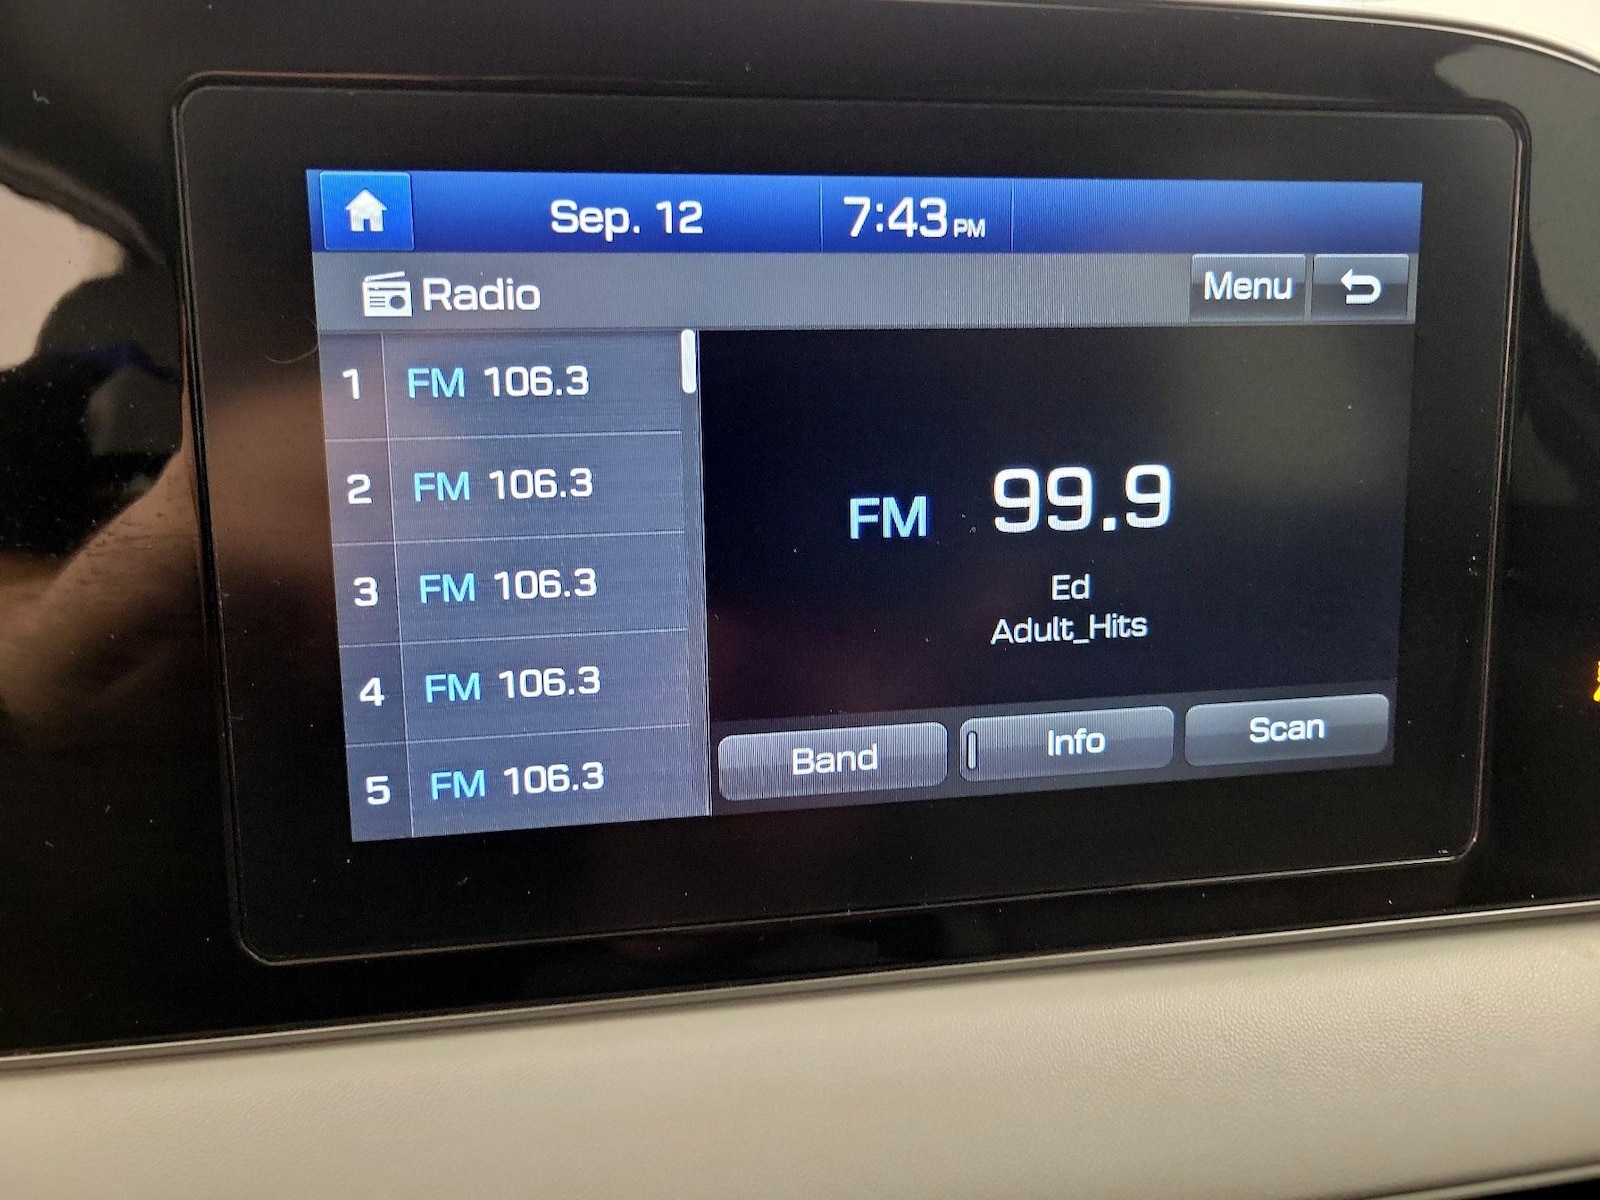 Sep. 12 7:43 PM
Radio Menu
1 FM 106.3
2 FM 106.3
3 FM 106.3
4 FM 106.3
5 FM 106.3
FM 99.9
Ed
Adult_Hits
Band Info Scan